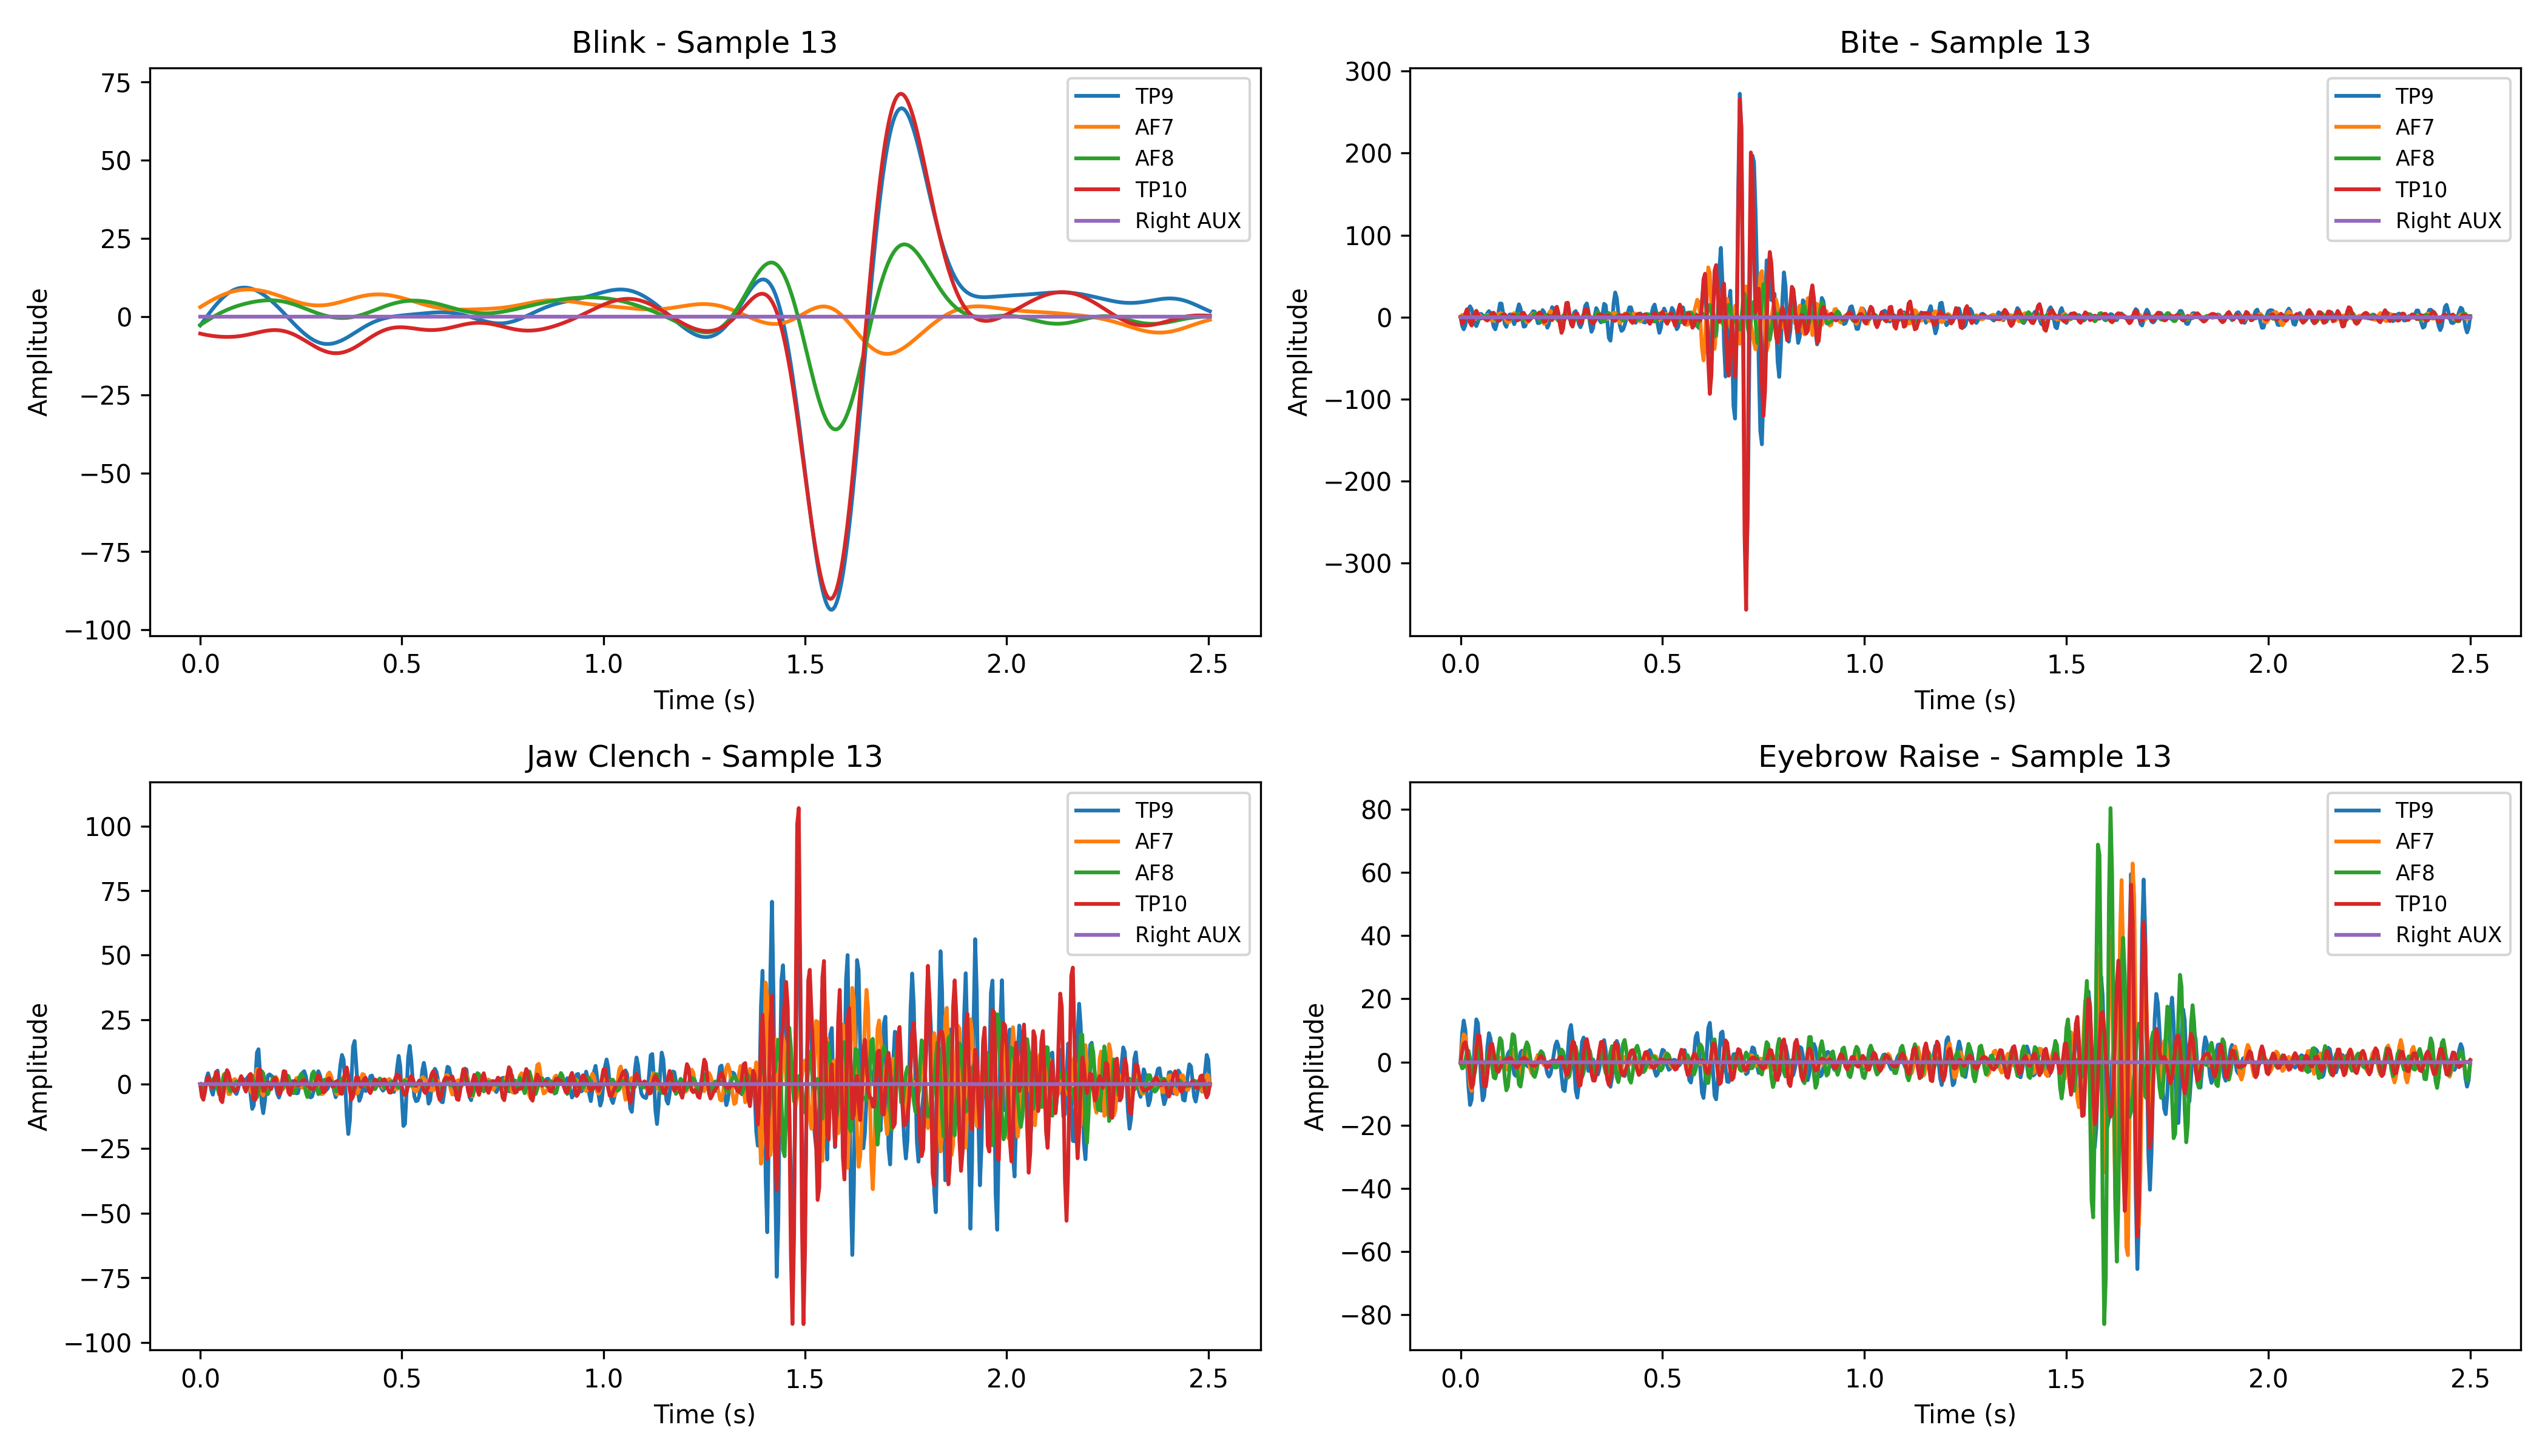 Blink - Sample 13
75
50
25
0
−25
−50
−75
−100
Amplitude
0.0 0.5 1.0 1.5 2.0 2.5
Time (s)
TP9
AF7
AF8
TP10
Right AUX
Bite - Sample 13
300
200
100
0
−100
−200
−300
Amplitude
0.0 0.5 1.0 1.5 2.0 2.5
Time (s)
TP9
AF7
AF8
TP10
Right AUX
Jaw Clench - Sample 13
100
75
50
25
0
−25
−50
−75
−100
Amplitude
0.0 0.5 1.0 1.5 2.0 2.5
Time (s)
TP9
AF7
AF8
TP10
Right AUX
Eyebrow Raise - Sample 13
80
60
40
20
0
−20
−40
−60
−80
Amplitude
0.0 0.5 1.0 1.5 2.0 2.5
Time (s)
TP9
AF7
AF8
TP10
Right AUX